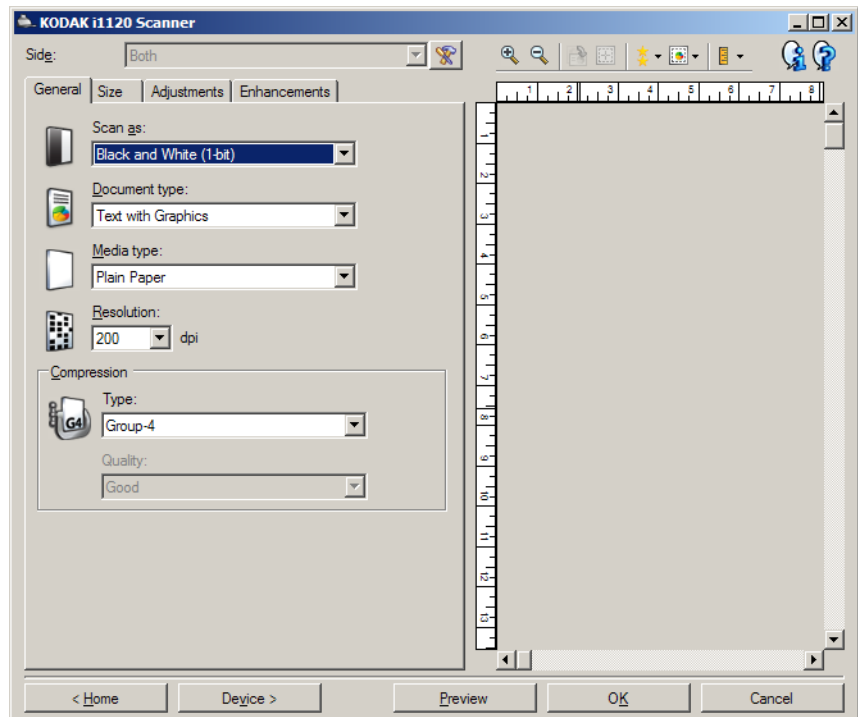 KODAK i1120 Scanner
Side: Both
General Size Adjustments Enhancements
Scan as:
Black and White (1-bit)
Document type:
Text with Graphics
Media type:
Plain Paper
Resolution:
200 dpi
Compression
Type:
G4 Group-4
Quality:
Good
1 2 3 4 5 6 7 8
1
2
3
4
5
6
7
8
9
10
11
12
13
< Home Device > Preview OK Cancel